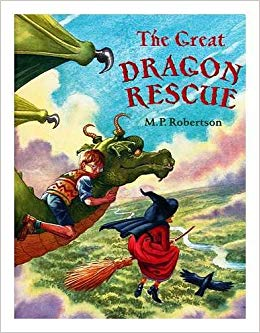 The Great
DRAGON
RESCUE
M.P. Robertson